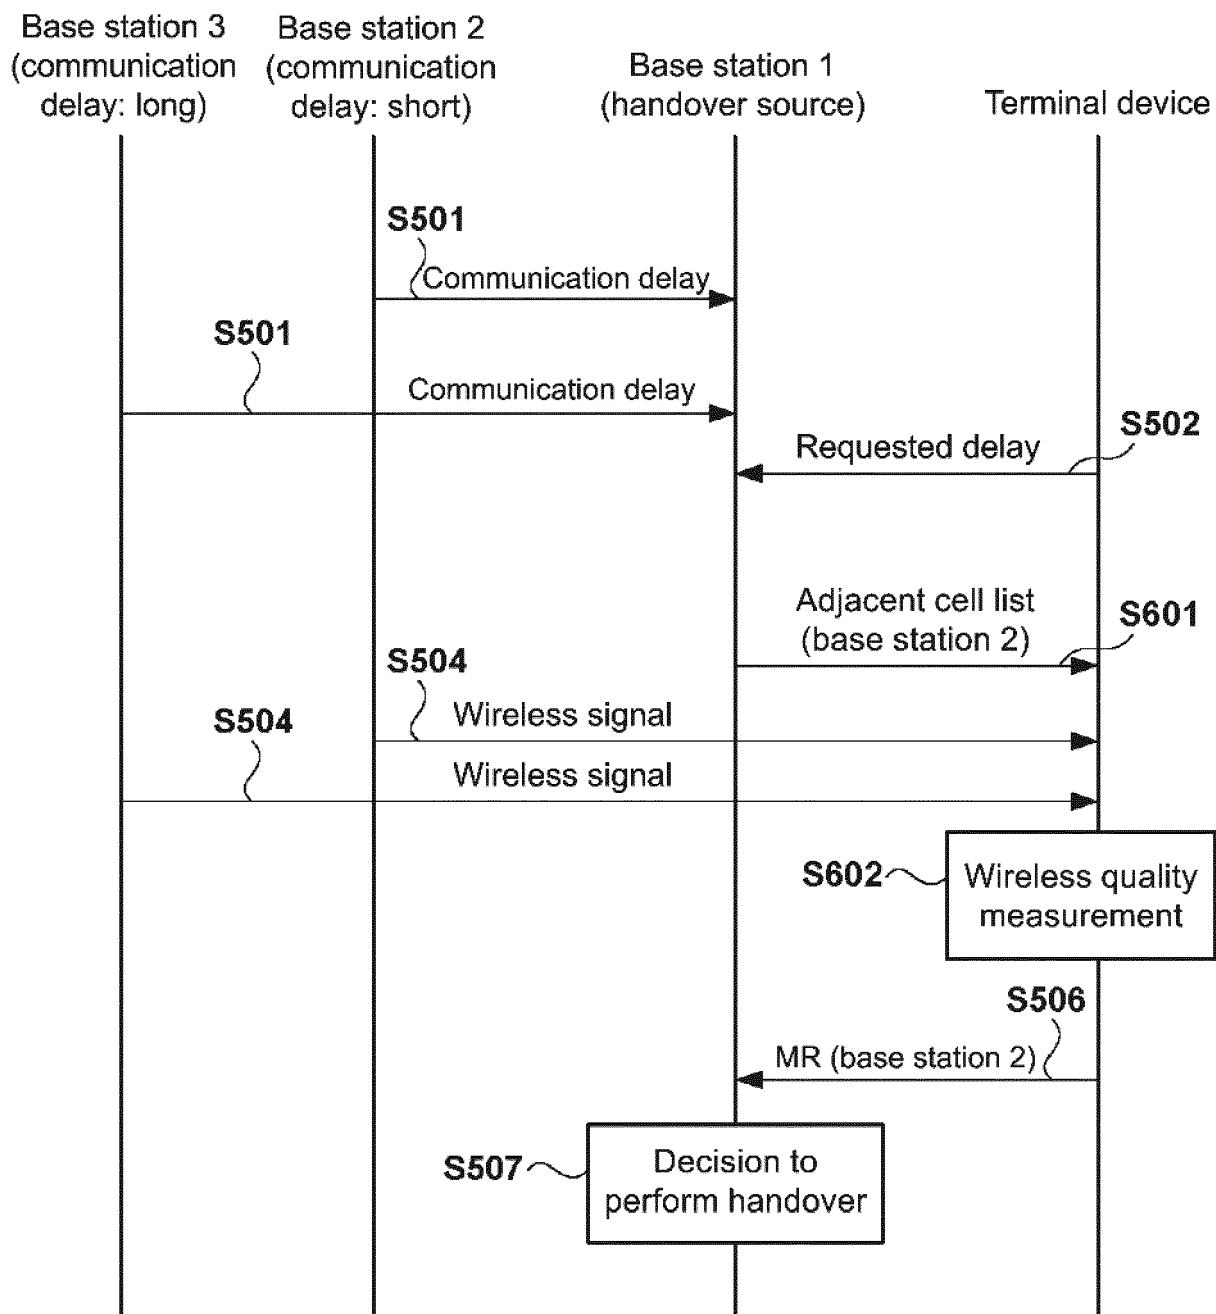 Base station 3
(communication
delay: long)
Base station 2
(communication
delay: short)
Base station 1
(handover source)
Terminal device
S501
Communication delay
S501
Communication delay
S502
Requested delay
Adjacent cell list
(base station 2)
S601
S504
Wireless signal
S504
Wireless signal
S602
Wireless quality
measurement
S506
MR (base station 2)
S507
Decision to
perform handover